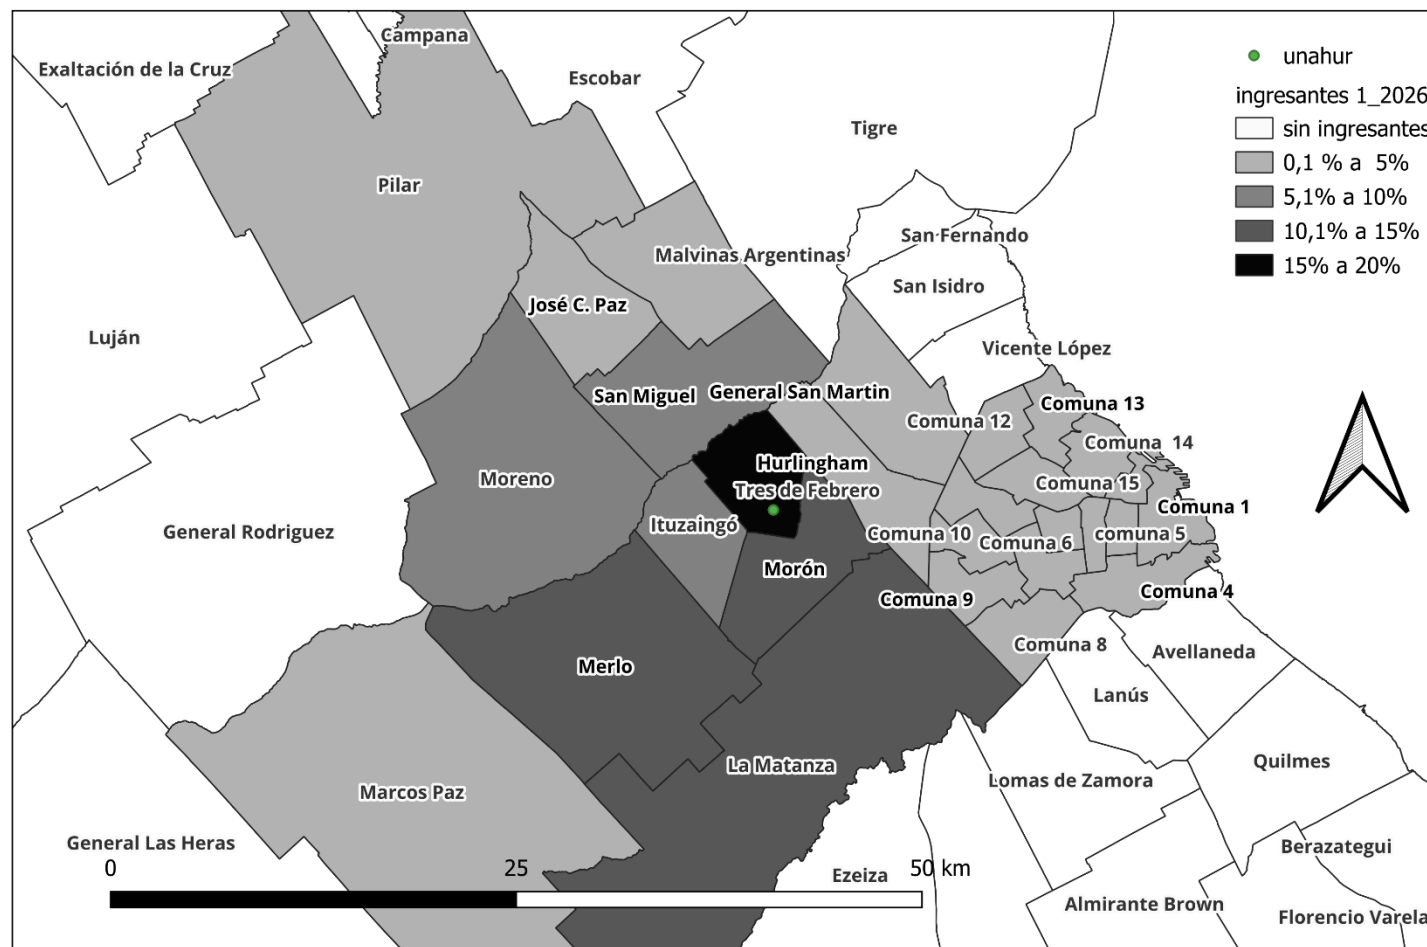 Campana
Exaltación de la Cruz
Escobar
unahur
ingresantes 1_2026
sin ingresantes
0,1 % a  5%
5,1% a 10%
10,1% a 15%
15% a 20%
Tigre
Pilar
San Fernando
Malvinas Argentinas
San Isidro
José C. Paz
Luján
Vicente López
San Miguel
General San Martin
Comuna 13
Comuna 12
Comuna  14
Hurlingham
Moreno
Comuna 15
Tres de Febrero
Comuna 1
Ituzaingó
General Rodriguez
Comuna 10
Comuna 6
comuna 5
Morón
Comuna 9
Comuna 4
Comuna 8
Avellaneda
Merlo
Lanús
La Matanza
Quilmes
Lomas de Zamora
Marcos Paz
General Las Heras
Berazategui
0
25
50 km
Ezeiza
Almirante Brown
Florencio Varela